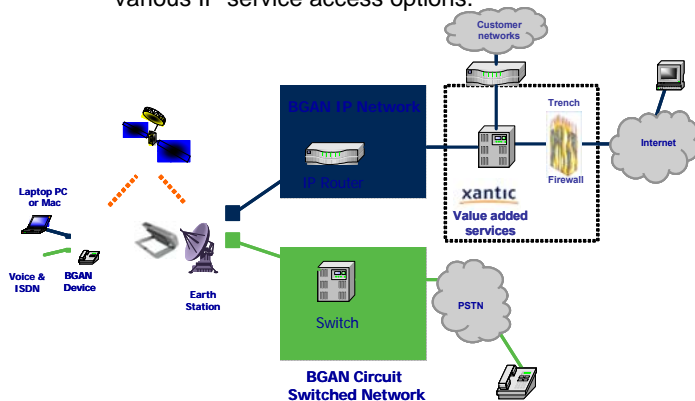 various IP service access options.
Customer
networks
BGAN IP Network
IP Router
Trench
Firewall
Internet
xantic
Value added
services
Laptop PC
or Mac
Voice &
ISDN
BGAN
Device
Earth
Station
Switch
PSTN
BGAN Circuit
Switched Network